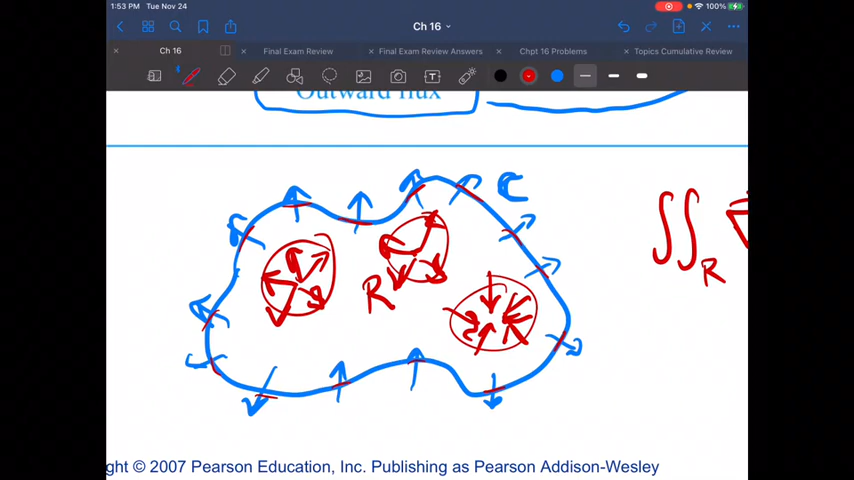 1:53 PM Tue Nov 24
100%
Ch 16
Ch 16
Final Exam Review
Final Exam Review Answers
Chpt 16 Problems
Topics Cumulative Review
Outward flux
C
R
∬R
ght © 2007 Pearson Education, Inc. Publishing as Pearson Addison-Wesley